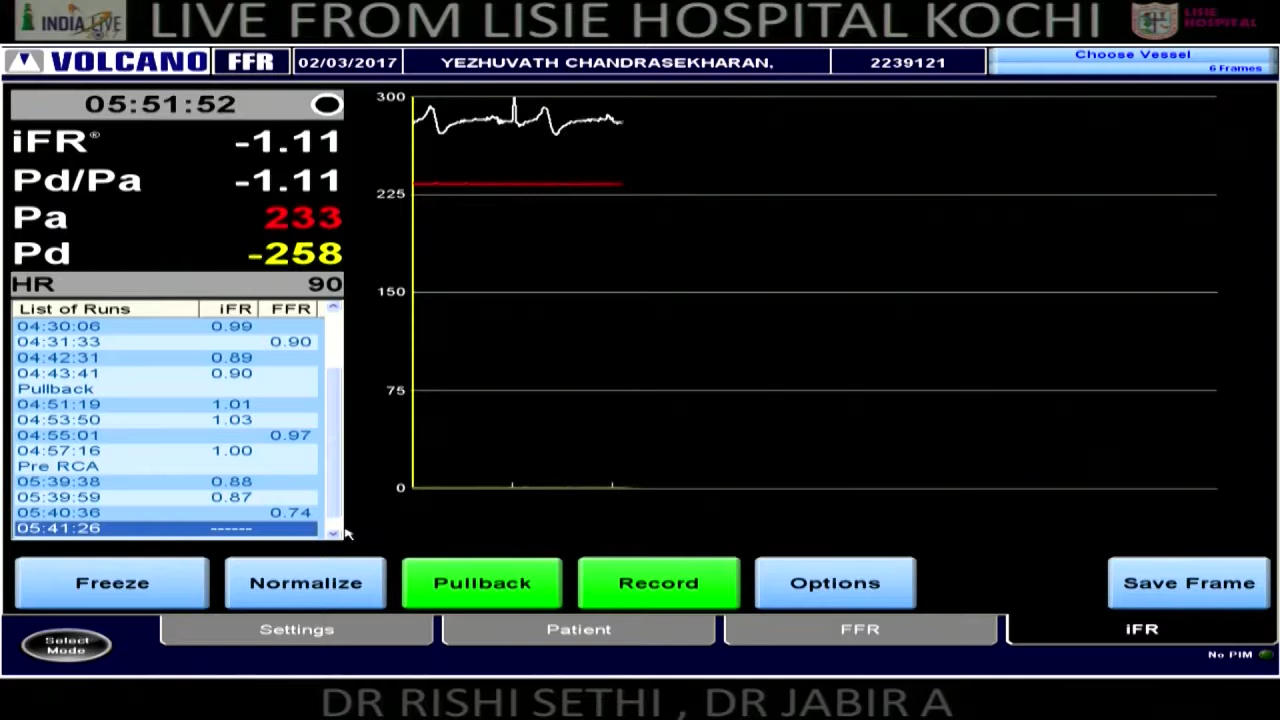 INDIA LIVE LIVE FROM LISIE HOSPITAL KOCHI LISIE HOSPITAL
VOLCANO FFR 02/03/2017 YEZHUVATH CHANDRASEKHARAN, 2239121 Choose Vessel
6 Frames
05:51:52
iFR® -1.11
Pd/Pa -1.11
Pa 233
Pd -258
HR 90
List of Runs iFR FFR
04:30:06 0.99
04:31:33 0.90
04:42:31 0.89
04:43:41 0.90
Pullback
04:51:19 1.01
04:53:50 1.03
04:55:01 0.97
04:57:16 1.00
Pre RCA
05:39:38 0.88
05:39:59 0.87
05:40:36 0.74
05:41:26 ------
300
225
150
75
0
Freeze Normalize Pullback Record Options Save Frame
Select Mode Settings Patient FFR iFR
No PIM
DR RISHI SETHI , DR JABIR A